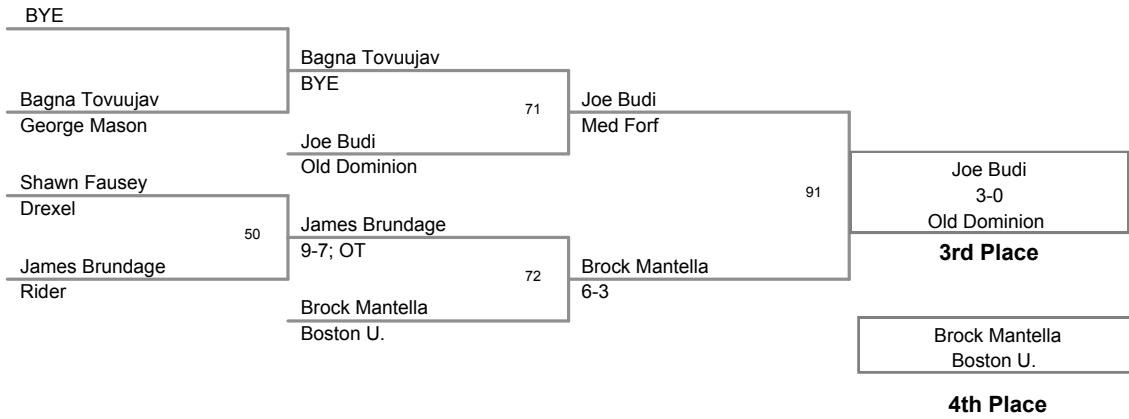 BYE
Bagna Tovuujav
George Mason
Shawn Fausey
Drexel
50
James Brundage
Rider
Bagna Tovuujav
BYE
71
Joe Budi
Old Dominion
James Brundage
9-7; OT
72
Brock Mantella
Boston U.
Joe Budi
Med Forf
91
Brock Mantella
6-3
Joe Budi
3-0
Old Dominion
3rd Place
Brock Mantella
Boston U.
4th Place